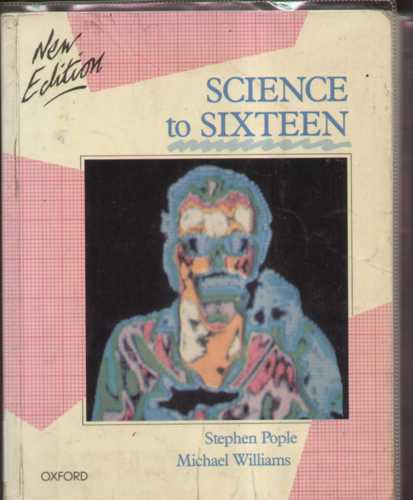 New
Edition
SCIENCE
to SIXTEEN
Stephen Pople
Michael Williams
OXFORD